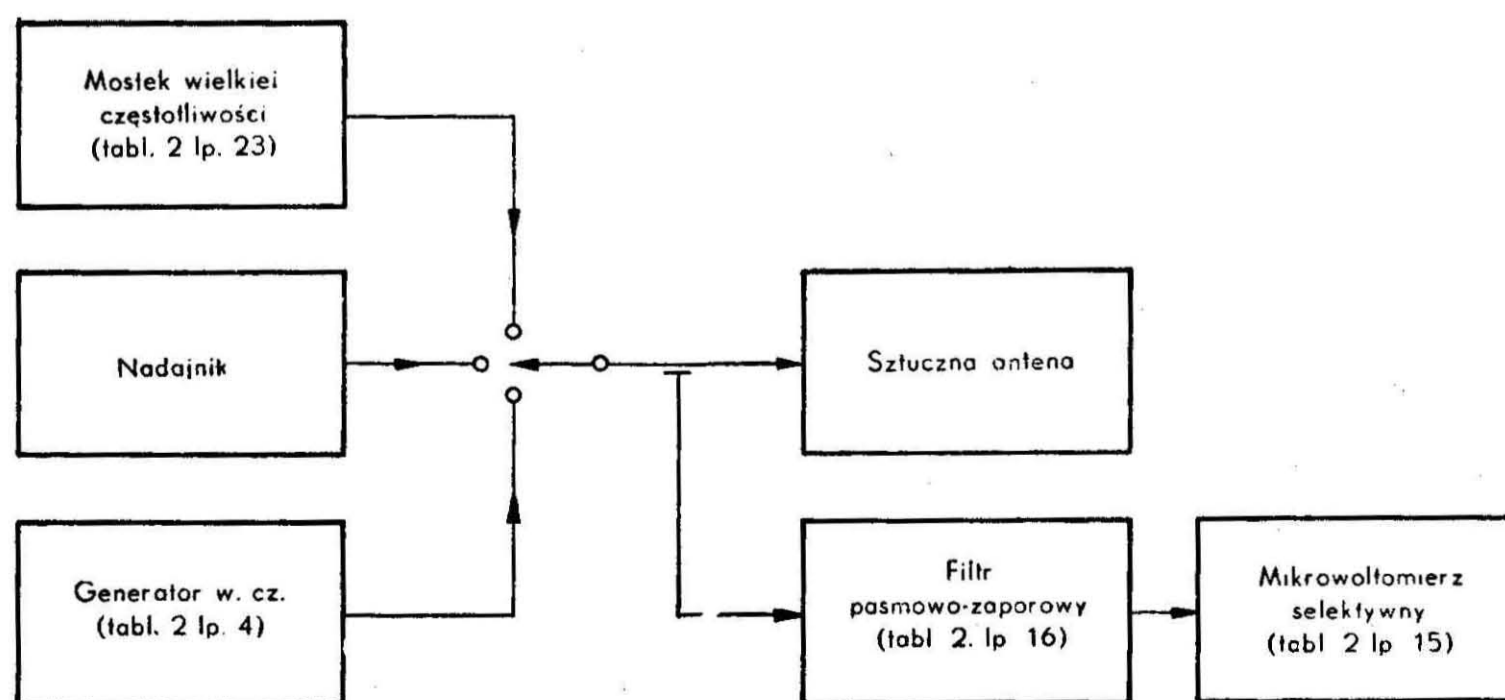 Mostek wielkiej
częstotliwości
(tabl. 2 lp. 23)
Nadajnik
Sztuczna antena
Generator w. cz.
(tabl. 2 lp. 4)
Filtr
pasmowo-zaporowy
(tabl 2. lp 16)
Mikrowoltomierz
selektywny
(tabl 2 lp 15)